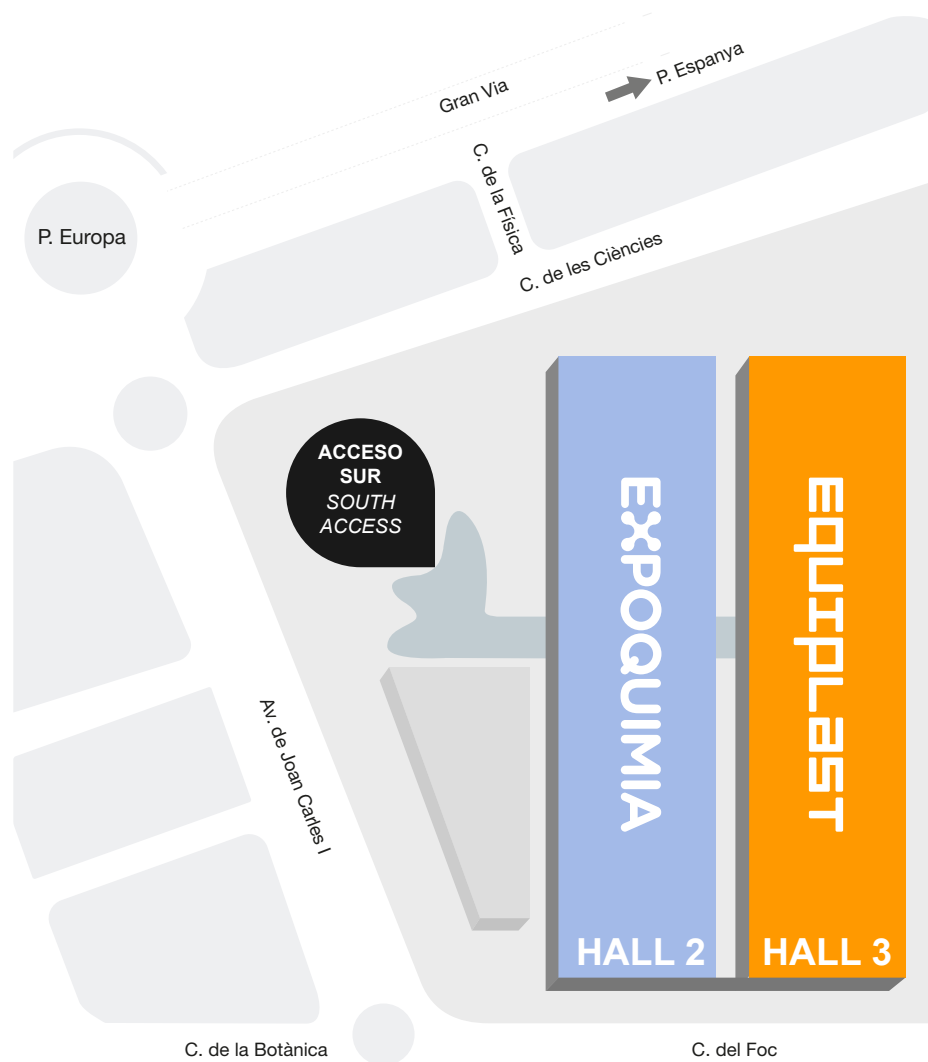 P. Espanya
Gran Via
C. de la Física
P. Europa
C. de les Ciències
ACCESO
SUR
SOUTH
ACCESS
EXPOQUIMIA
EQUIPLAST
Av. de Joan Carles I
HALL 2
HALL 3
C. de la Botànica
C. del Foc